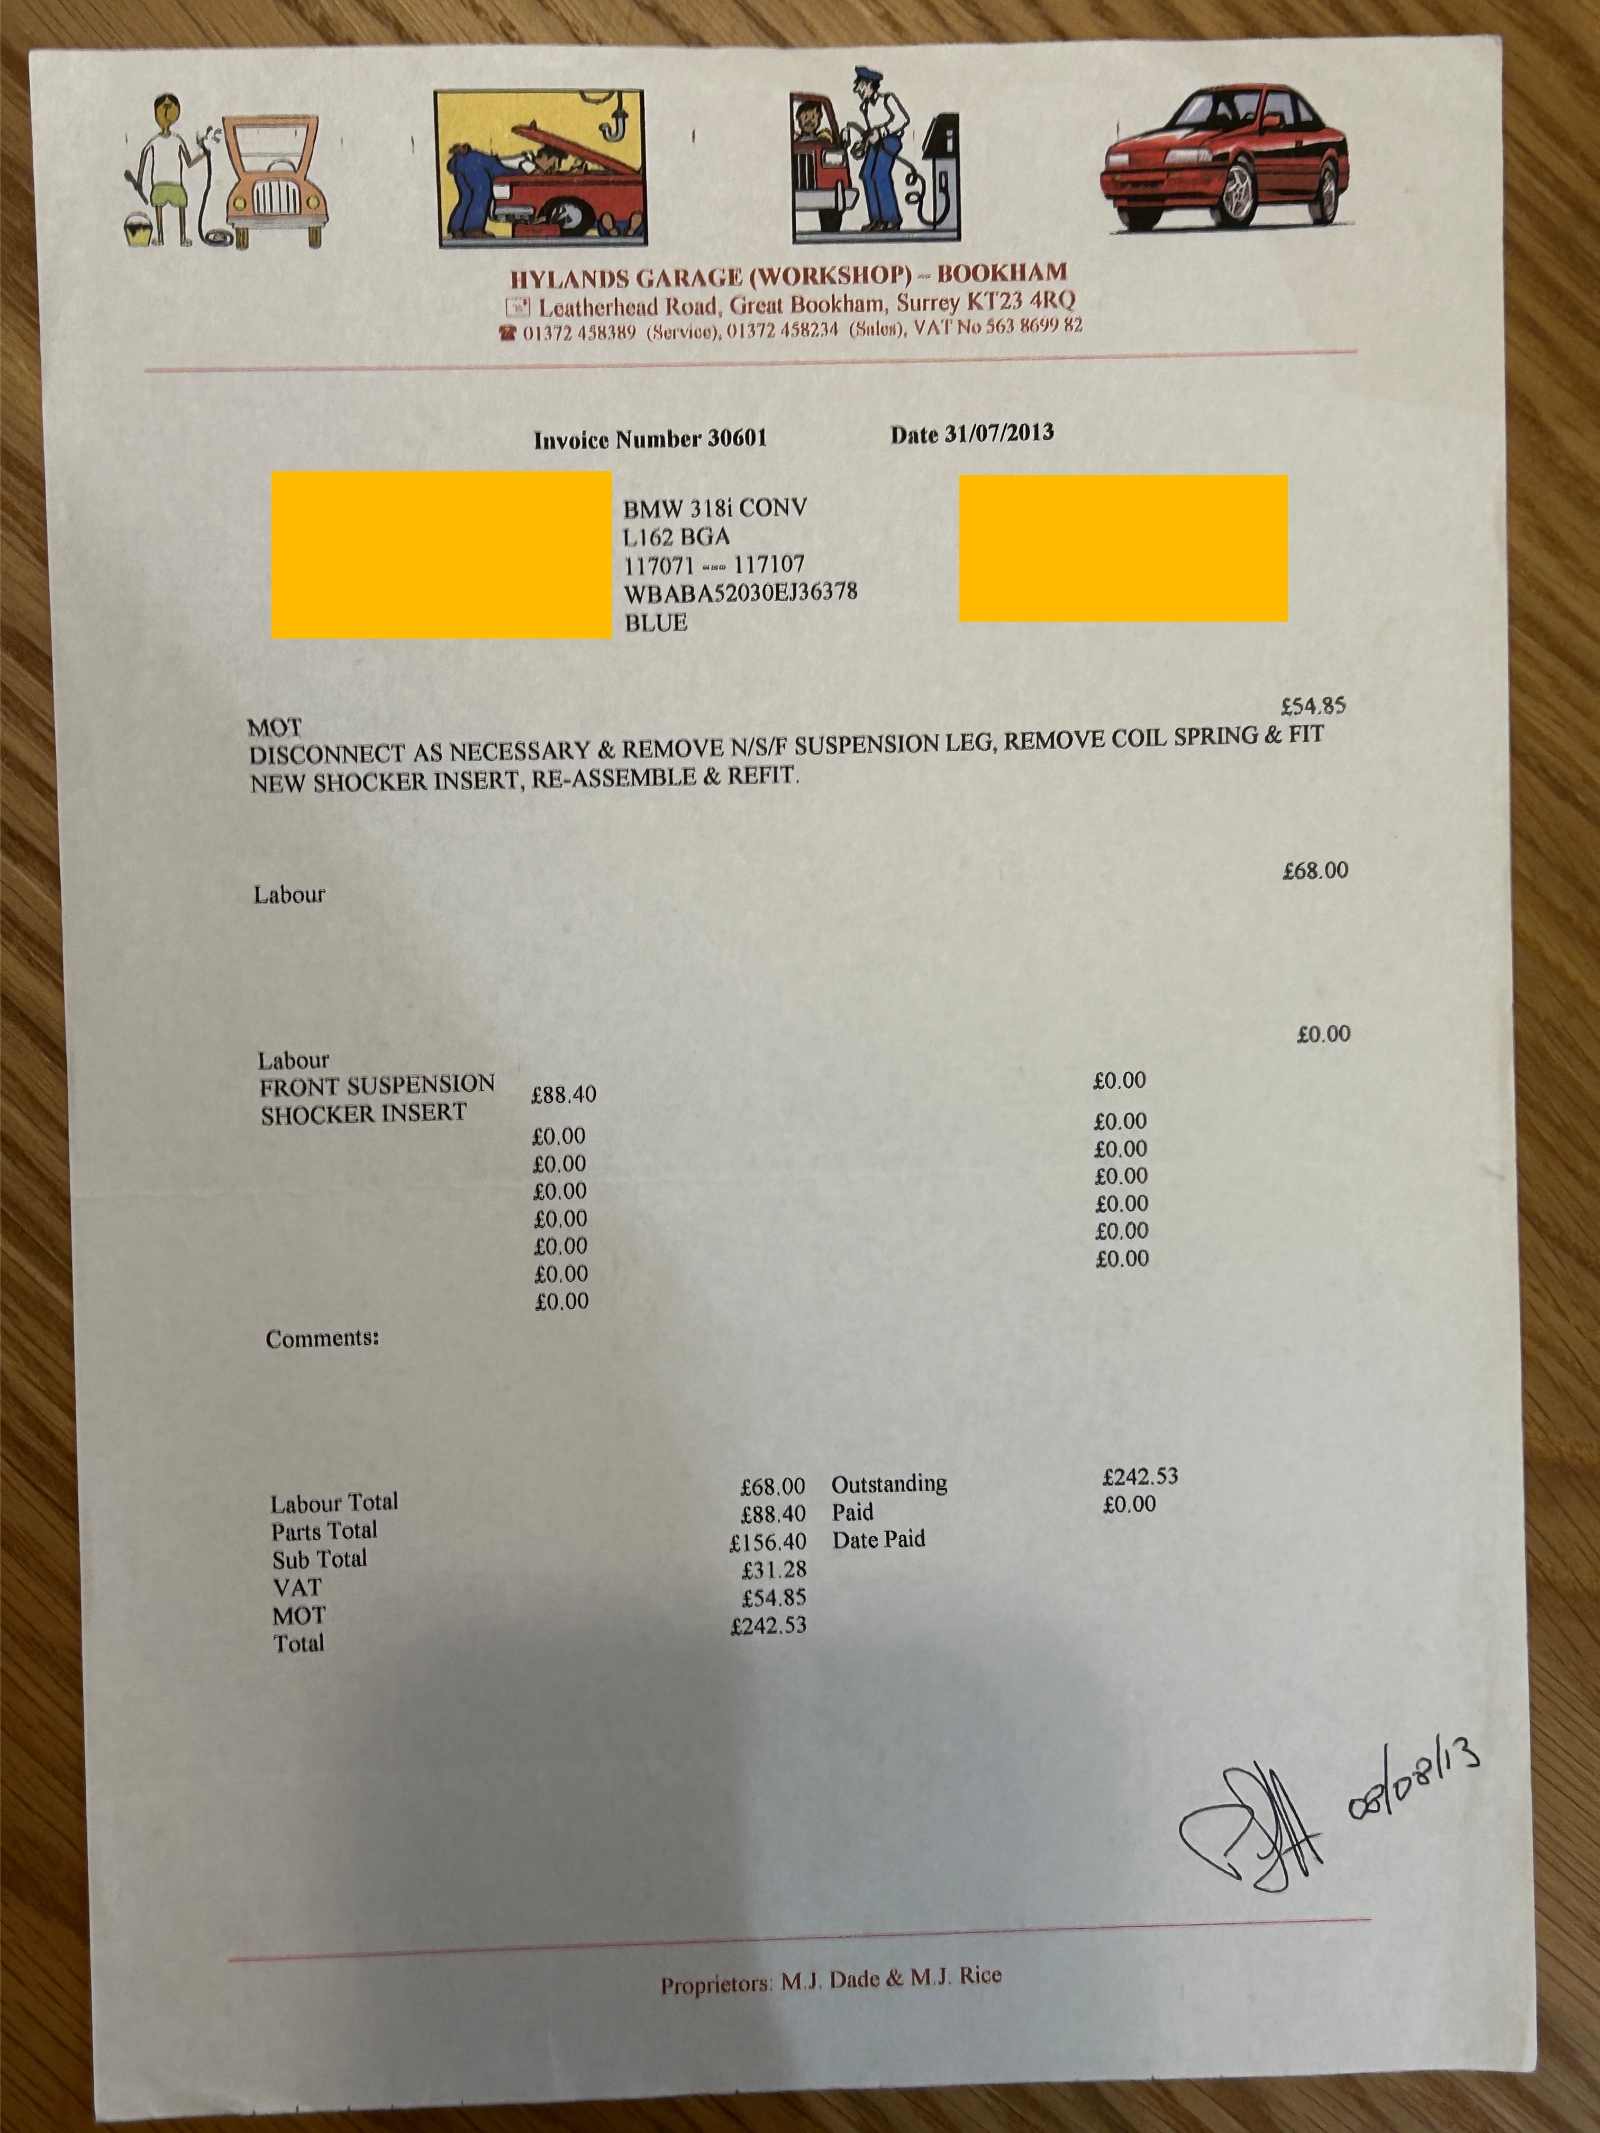 HYLANDS GARAGE (WORKSHOP) -- BOOKHAM
Leatherhead Road, Great Bookham, Surrey KT23 4RQ
01372 458389 (Service), 01372 458234 (Sales), VAT No 563 8699 82
Invoice Number 30601 Date 31/07/2013
BMW 318i CONV
L162 BGA
117071 --- 117107
WBABA52030EJ36378
BLUE
£54.85
MOT
DISCONNECT AS NECESSARY & REMOVE N/S/F SUSPENSION LEG, REMOVE COIL SPRING & FIT
NEW SHOCKER INSERT, RE-ASSEMBLE & REFIT.
£68.00
Labour
£0.00
Labour
FRONT SUSPENSION £88.40 £0.00
SHOCKER INSERT
£0.00 £0.00
£0.00 £0.00
£0.00 £0.00
£0.00 £0.00
£0.00 £0.00
£0.00 £0.00
£0.00
Comments:
Labour Total £68.00 Outstanding £242.53
Parts Total £88.40 Paid £0.00
Sub Total £156.40 Date Paid
VAT £31.28
MOT £54.85
Total £242.53
08/08/13
Proprietors: M.J. Dade & M.J. Rice